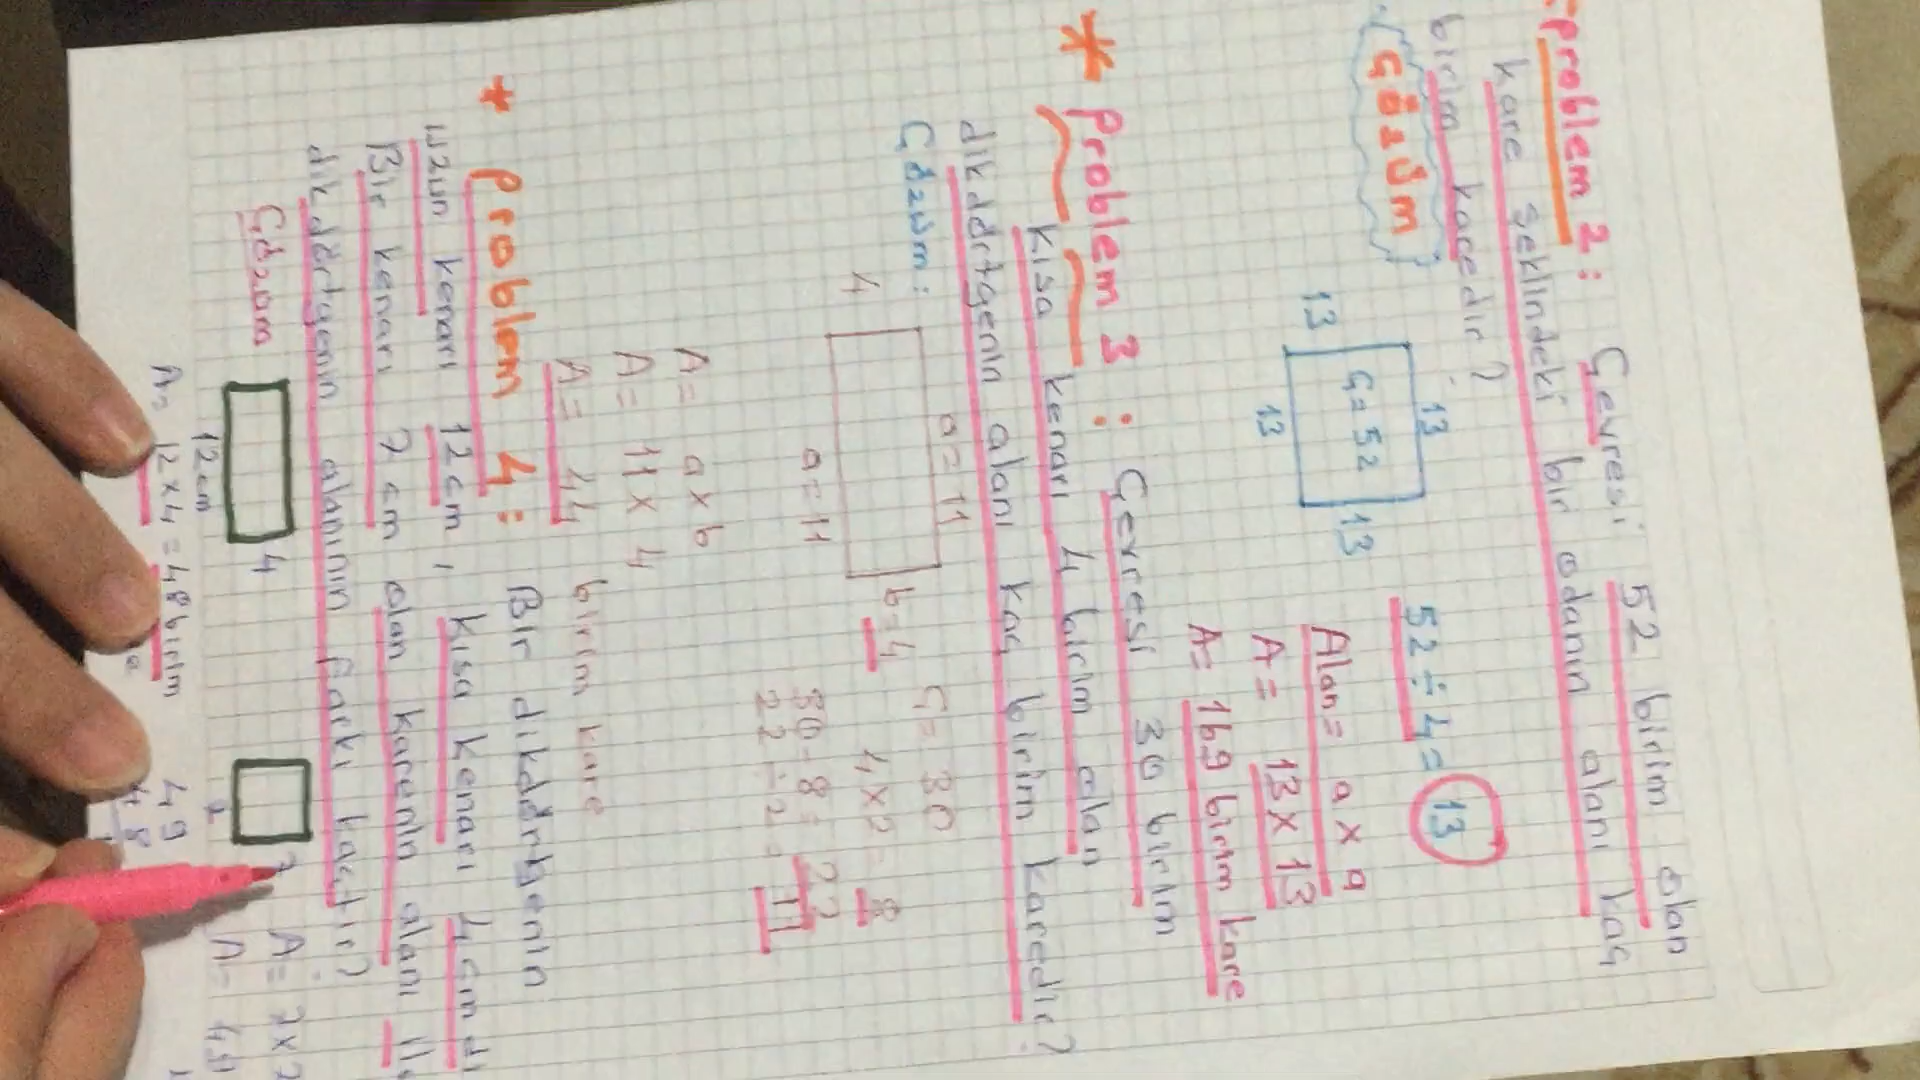 problem 2: Çevresi 52 birim olan
kare şeklindeki bir odanın alanı kaç
birim karedir?
Çözüm
13
13
Ç=52
13
13
52 ÷ 4 = 13
Alan = a x a
A = 13 x 13
A = 169 birim kare
* Problem 3 : Çevresi 30 birim
kısa kenarı 4 birim olan
dikdörtgenin alanı kaç birim karedir?
Çözüm:
4
a=11
b=4
a=11
Ç = 30
4x2=8
30-8=22
22÷2=11
A= a x b
A= 11 x 4
A= 44 birim kare
* problem 4: Bir dikdörtgenin
uzun kenarı 12 cm, kısa kenarı 4 cm di
Bir kenarı 7 cm olan karenin alanı ile
dikdörtgenin alanının farkı kaçtır?
Çözüm
4
12 cm
7
7
A= 12x4=48 birim
49
48
A= 7x7
A= 49